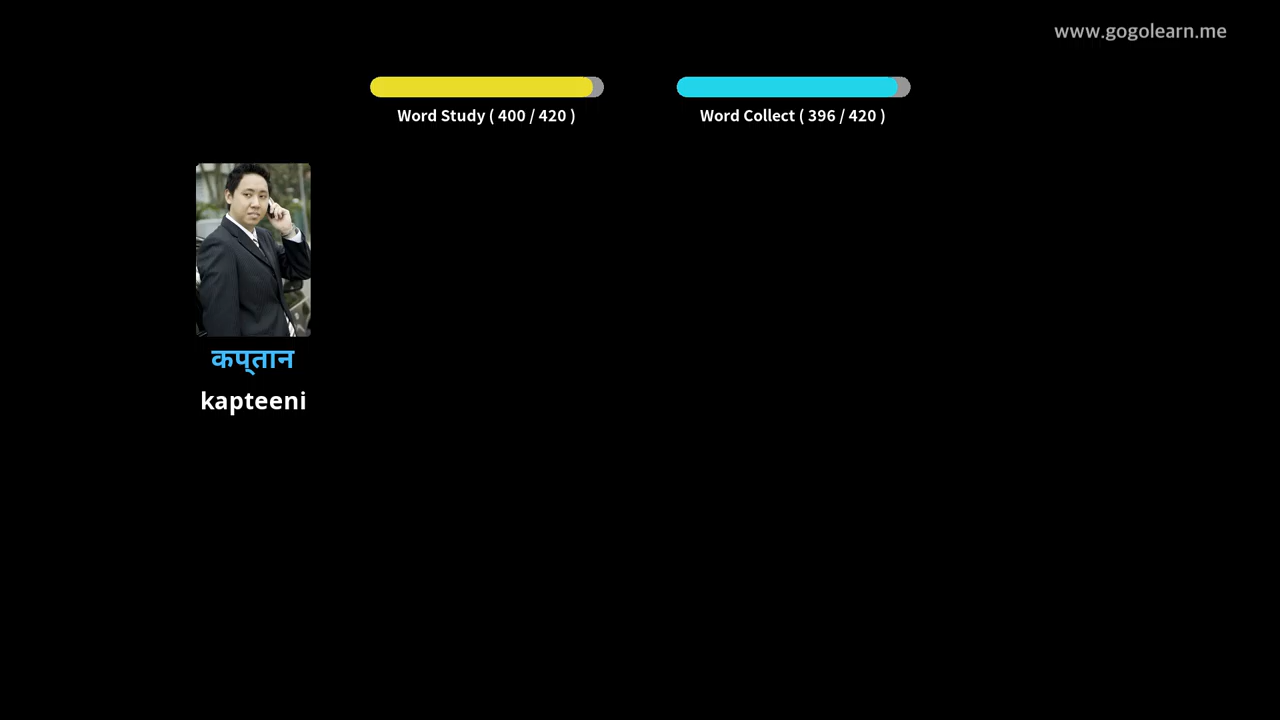 www.gogolearn.me
Word Study ( 400 / 420 )
Word Collect ( 396 / 420 )
कप्तान
kapteeni